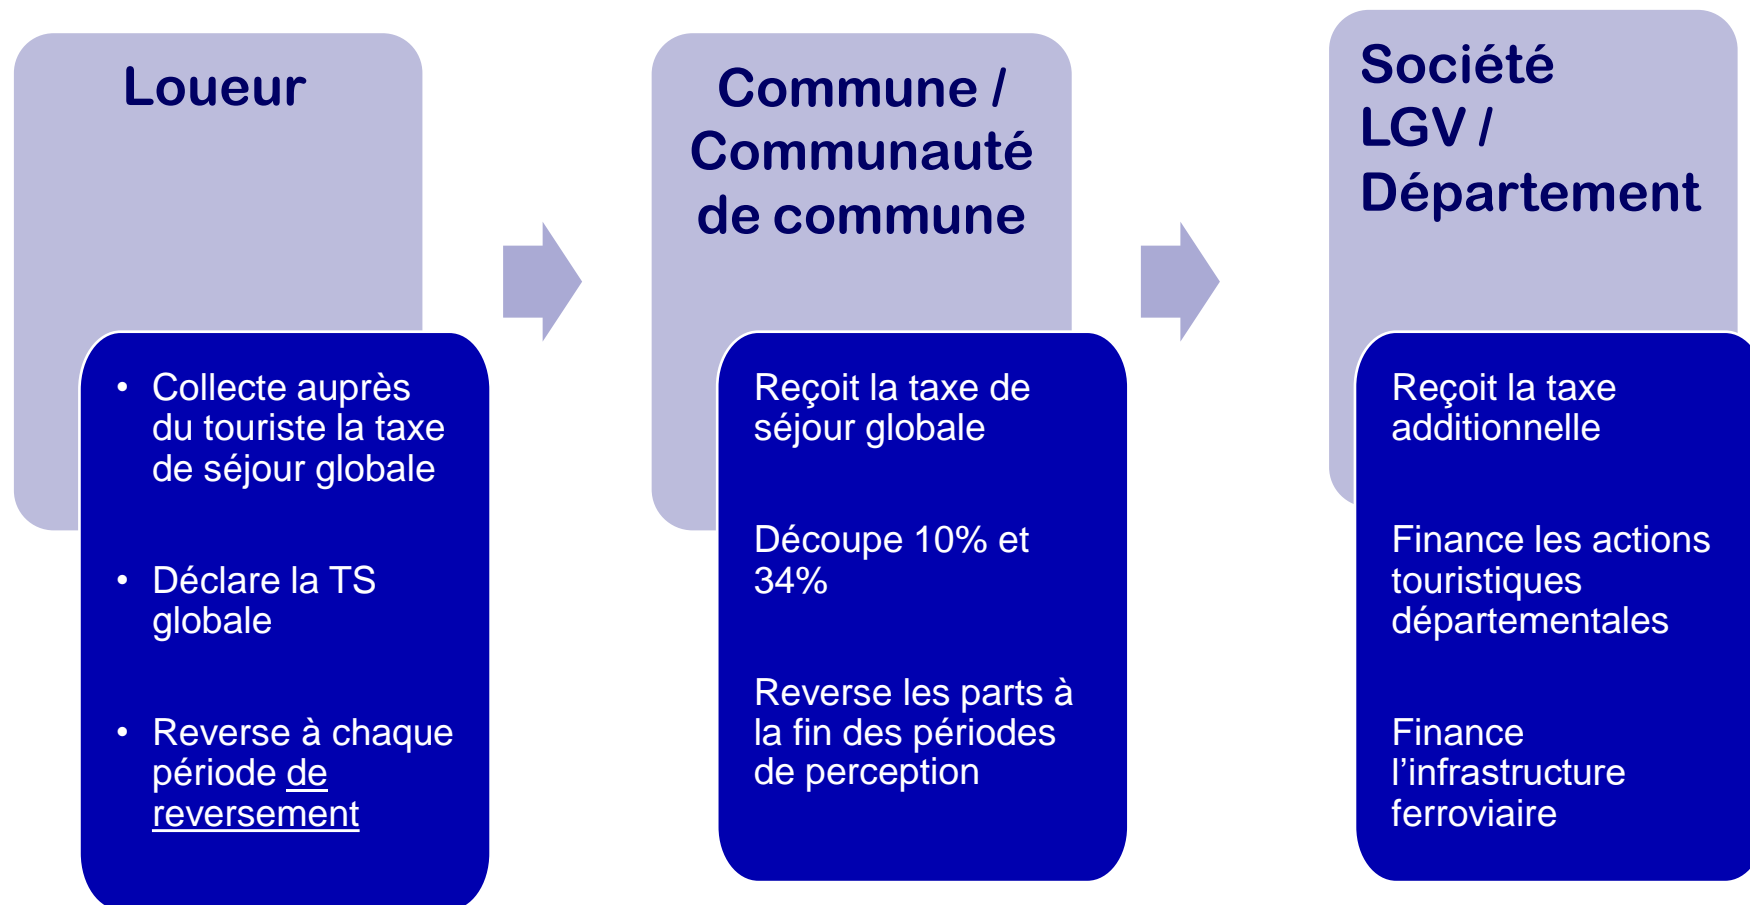 Loueur
• Collecte auprès
du touriste la taxe
de séjour globale
• Déclare la TS
globale
• Reverse à chaque
période de
reversement
Commune /
Communauté
de commune
Reçoit la taxe de
séjour globale
Découpe 10% et
34%
Reverse les parts à
la fin des périodes
de perception
Société
LGV /
Département
Reçoit la taxe
additionnelle
Finance les actions
touristiques
départementales
Finance
l’infrastructure
ferroviaire